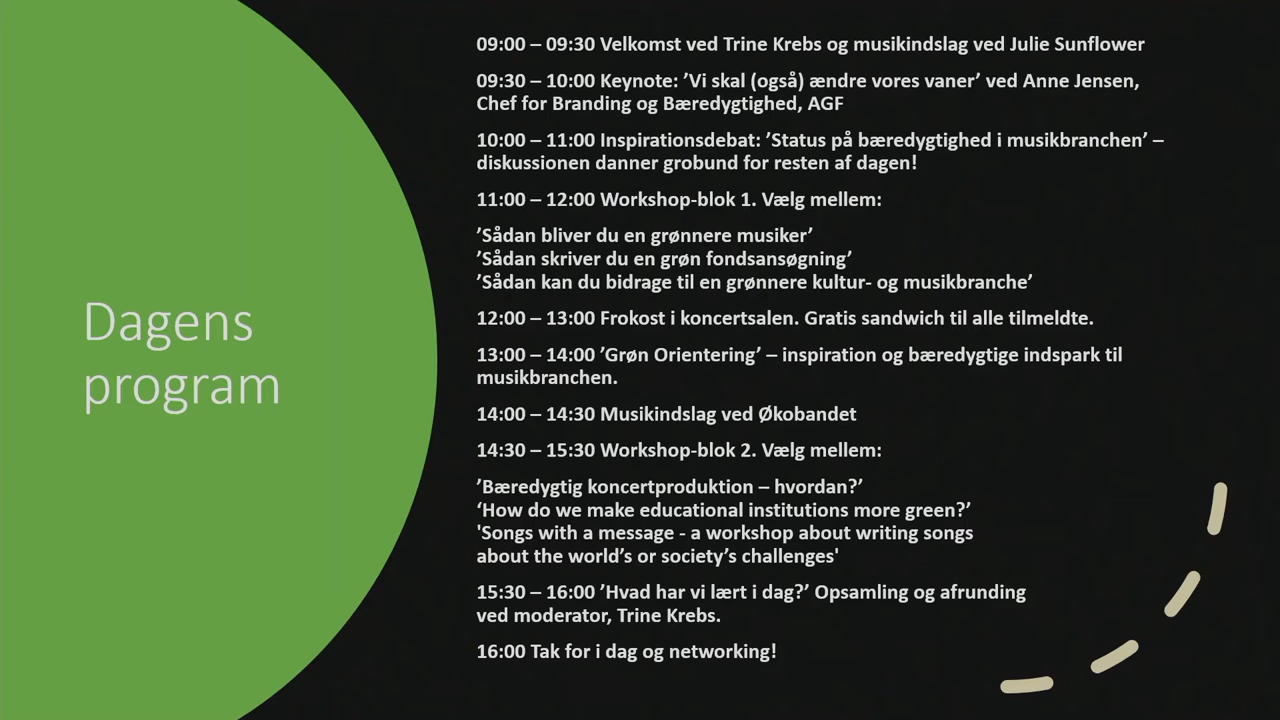 Dagens
program
09:00 – 09:30 Velkomst ved Trine Krebs og musikindslag ved Julie Sunflower
09:30 – 10:00 Keynote: ’Vi skal (også) ændre vores vaner’ ved Anne Jensen,
Chef for Branding og Bæredygtighed, AGF
10:00 – 11:00 Inspirationsdebat: ’Status på bæredygtighed i musikbranchen’ –
diskussionen danner grobund for resten af dagen!
11:00 – 12:00 Workshop-blok 1. Vælg mellem:
’Sådan bliver du en grønnere musiker’
’Sådan skriver du en grøn fondsansøgning’
’Sådan kan du bidrage til en grønnere kultur- og musikbranche’
12:00 – 13:00 Frokost i koncertsalen. Gratis sandwich til alle tilmeldte.
13:00 – 14:00 ’Grøn Orientering’ – inspiration og bæredygtige indspark til
musikbranchen.
14:00 – 14:30 Musikindslag ved Økobandet
14:30 – 15:30 Workshop-blok 2. Vælg mellem:
’Bæredygtig koncertproduktion – hvordan?’
‘How do we make educational institutions more green?’
'Songs with a message - a workshop about writing songs
about the world’s or society’s challenges'
15:30 – 16:00 ’Hvad har vi lært i dag?’ Opsamling og afrunding
ved moderator, Trine Krebs.
16:00 Tak for i dag og networking!